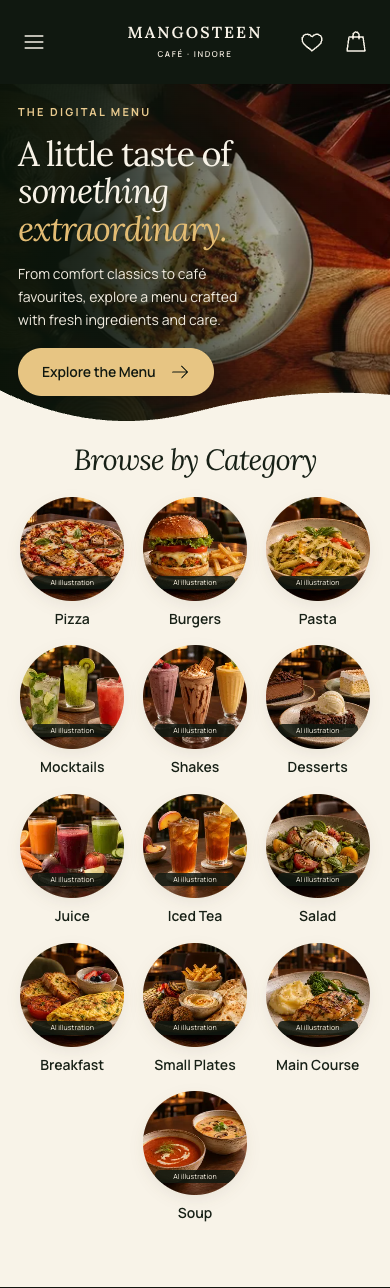 MANGOSTEEN
CAFÉ · INDORE
THE DIGITAL MENU
A little taste of
something
extraordinary.
From comfort classics to café
favourites, explore a menu crafted
with fresh ingredients and care.
Explore the Menu
Browse by Category
AI illustration
AI illustration
AI illustration
Pizza
Burgers
Pasta
AI illustration
AI illustration
AI illustration
Mocktails
Shakes
Desserts
AI illustration
AI illustration
AI illustration
Juice
Iced Tea
Salad
AI illustration
AI illustration
AI illustration
Breakfast
Small Plates
Main Course
AI illustration
Soup